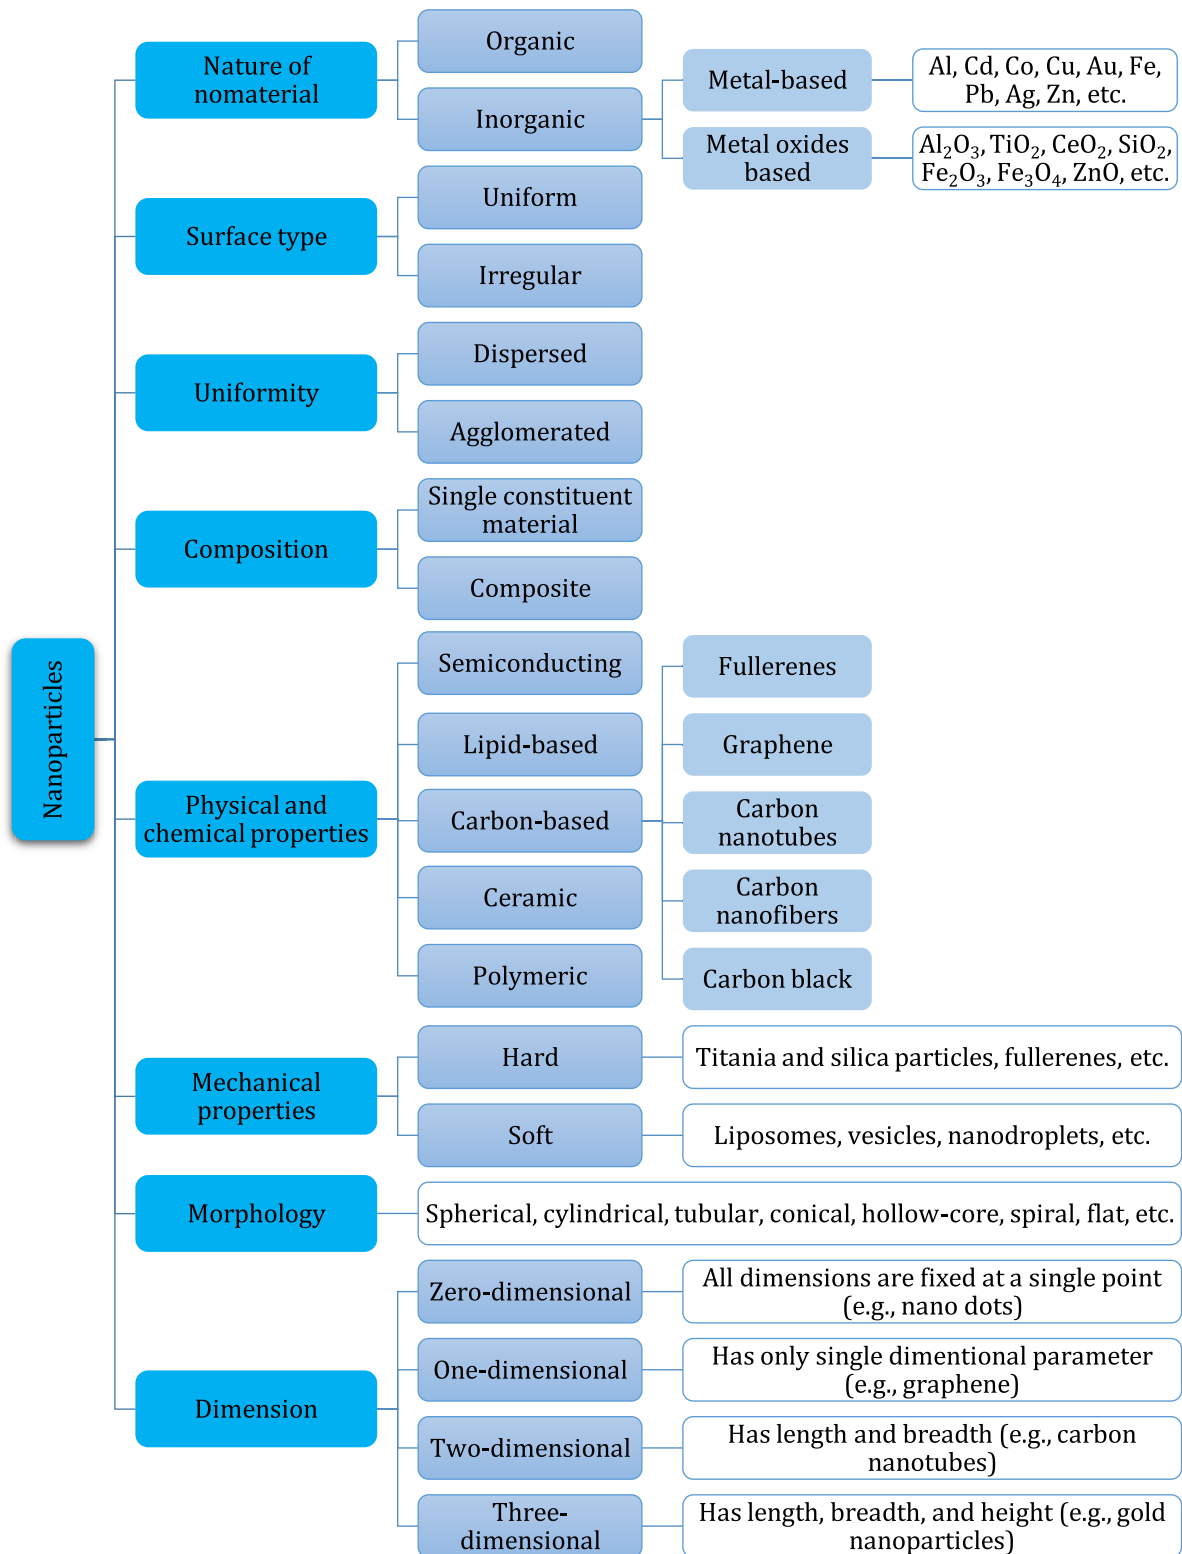 Nanoparticles
Nature of
nomaterial
Organic
Inorganic
Metal-based
Al, Cd, Co, Cu, Au, Fe,
Pb, Ag, Zn, etc.
Metal oxides
based
Al₂O₃, TiO₂, CeO₂, SiO₂,
Fe₂O₃, Fe₃O₄, ZnO, etc.
Surface type
Uniform
Irregular
Uniformity
Dispersed
Agglomerated
Composition
Single constituent
material
Composite
Physical and
chemical properties
Semiconducting
Lipid-based
Carbon-based
Ceramic
Polymeric
Fullerenes
Graphene
Carbon
nanotubes
Carbon
nanofibers
Carbon black
Mechanical
properties
Hard
Titania and silica particles, fullerenes, etc.
Soft
Liposomes, vesicles, nanodroplets, etc.
Morphology
Spherical, cylindrical, tubular, conical, hollow-core, spiral, flat, etc.
Dimension
Zero-dimensional
All dimensions are fixed at a single point
(e.g., nano dots)
One-dimensional
Has only single dimentional parameter
(e.g., graphene)
Two-dimensional
Has length and breadth (e.g., carbon
nanotubes)
Three-
dimensional
Has length, breadth, and height (e.g., gold
nanoparticles)